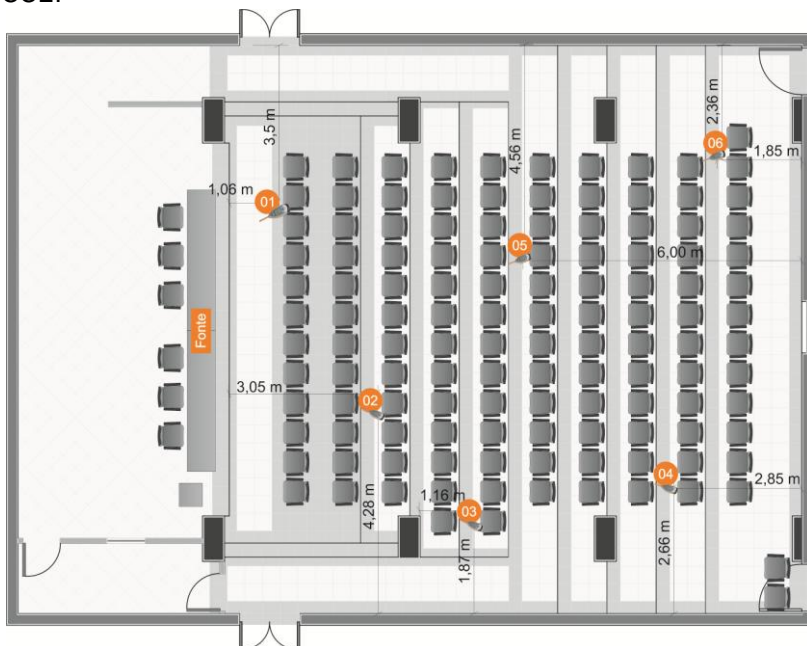 3,5 m
4,56 m
2,36 m
06
1,85 m
1,06 m
01
05
6,00 m
Fonte
3,05 m
02
04
2,85 m
1,16 m
03
4,28 m
1,87 m
2,66 m